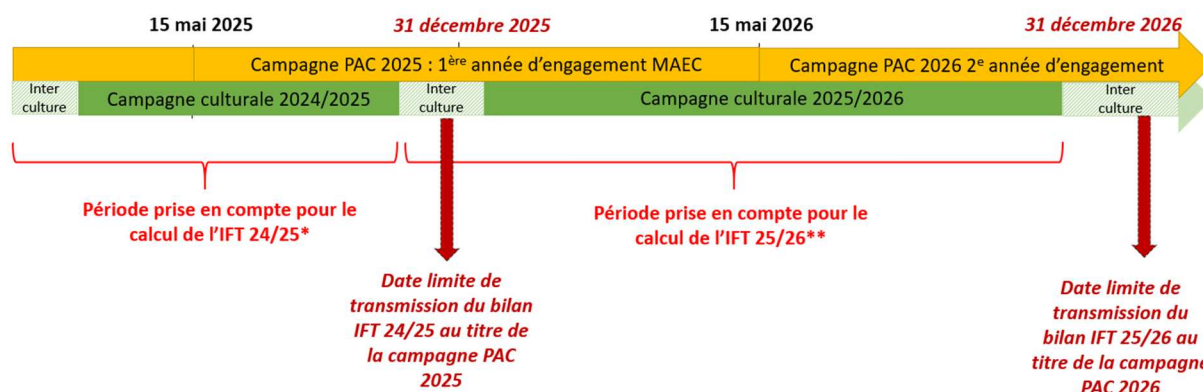 15 mai 2025
31 décembre 2025
15 mai 2026
31 décembre 2026
Campagne PAC 2025 : 1ère année d’engagement MAEC
Campagne PAC 2026 2e année d’engagement
Inter
culture
Campagne culturale 2024/2025
Inter
culture
Campagne culturale 2025/2026
Inter
culture
Période prise en compte pour le
calcul de l’IFT 24/25*
Période prise en compte pour le
calcul de l’IFT 25/26**
Date limite de
transmission du bilan
IFT 24/25 au titre de
la campagne PAC
2025
Date limite de
transmission du
bilan IFT 25/26 au
titre de la campagne
PAC 2026